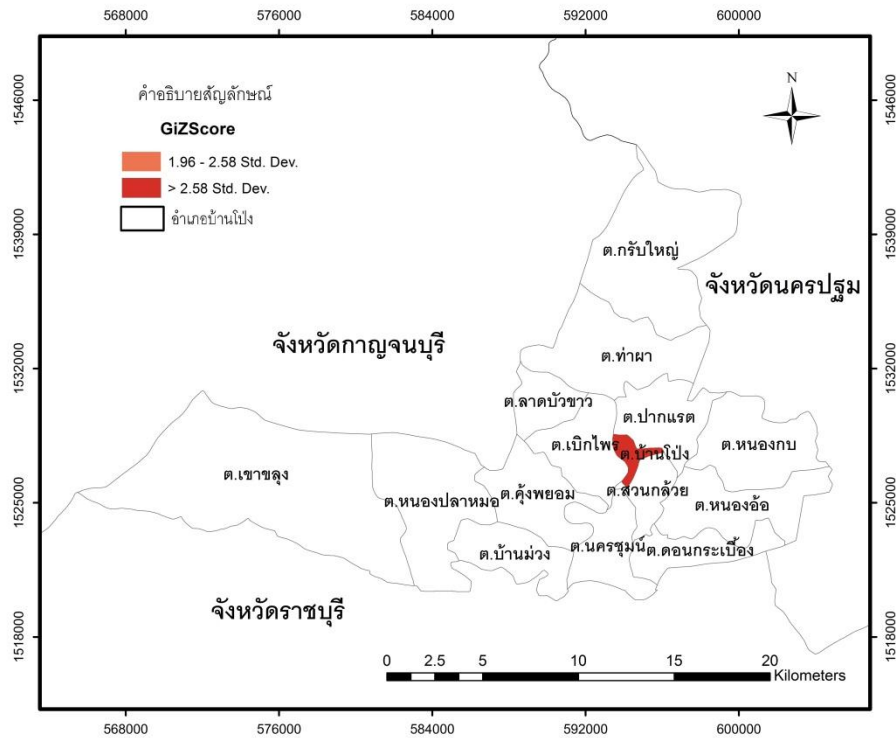 568000 576000 584000 592000 600000
1546000
1539000
1532000
1525000
1518000
1546000
1539000
1532000
1525000
1518000
คำอธิบายสัญลักษณ์
GiZScore
1.96 - 2.58 Std. Dev.
> 2.58 Std. Dev.
อำเภอบ้านโป่ง
N
ต.กรับใหญ่
จังหวัดนครปฐม
จังหวัดกาญจนบุรี
ต.ท่าผา
ต.ลาดบัวขาว
ต.ปากแรต
ต.เบิกไพร
ต.หนองกบ
ต.บ้านโป่ง
ต.เขาขลุง
ต.คุ้งพยอม
ต.สวนกล้วย
ต.หนองปลาหมอ
ต.หนองอ้อ
ต.บ้านม่วง
ต.นครชุมน์
ต.ดอนกระเบื้อง
จังหวัดราชบุรี
0 2.5 5 10 15 20
Kilometers
568000 576000 584000 592000 600000